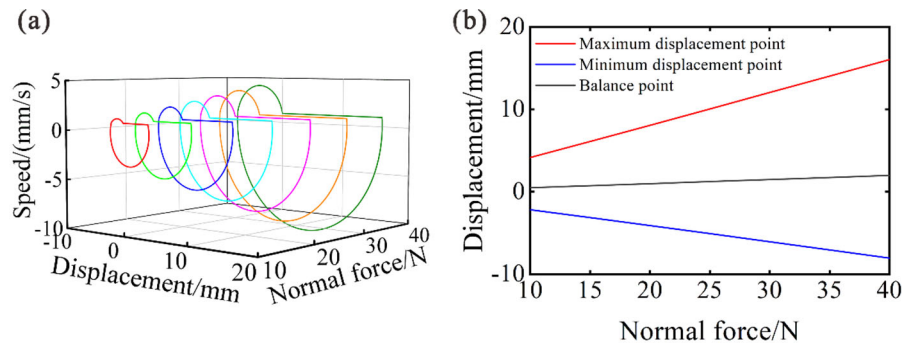 (a)
5
0
-5
-10
Speed/(mm/s)
-10
0
10
20
Displacement/mm
10
20
30
40
Normal force/N
(b)
20
10
0
-10
Displacement/mm
Maximum displacement point
Minimum displacement point
Balance point
10 15 20 25 30 35 40
Normal force/N